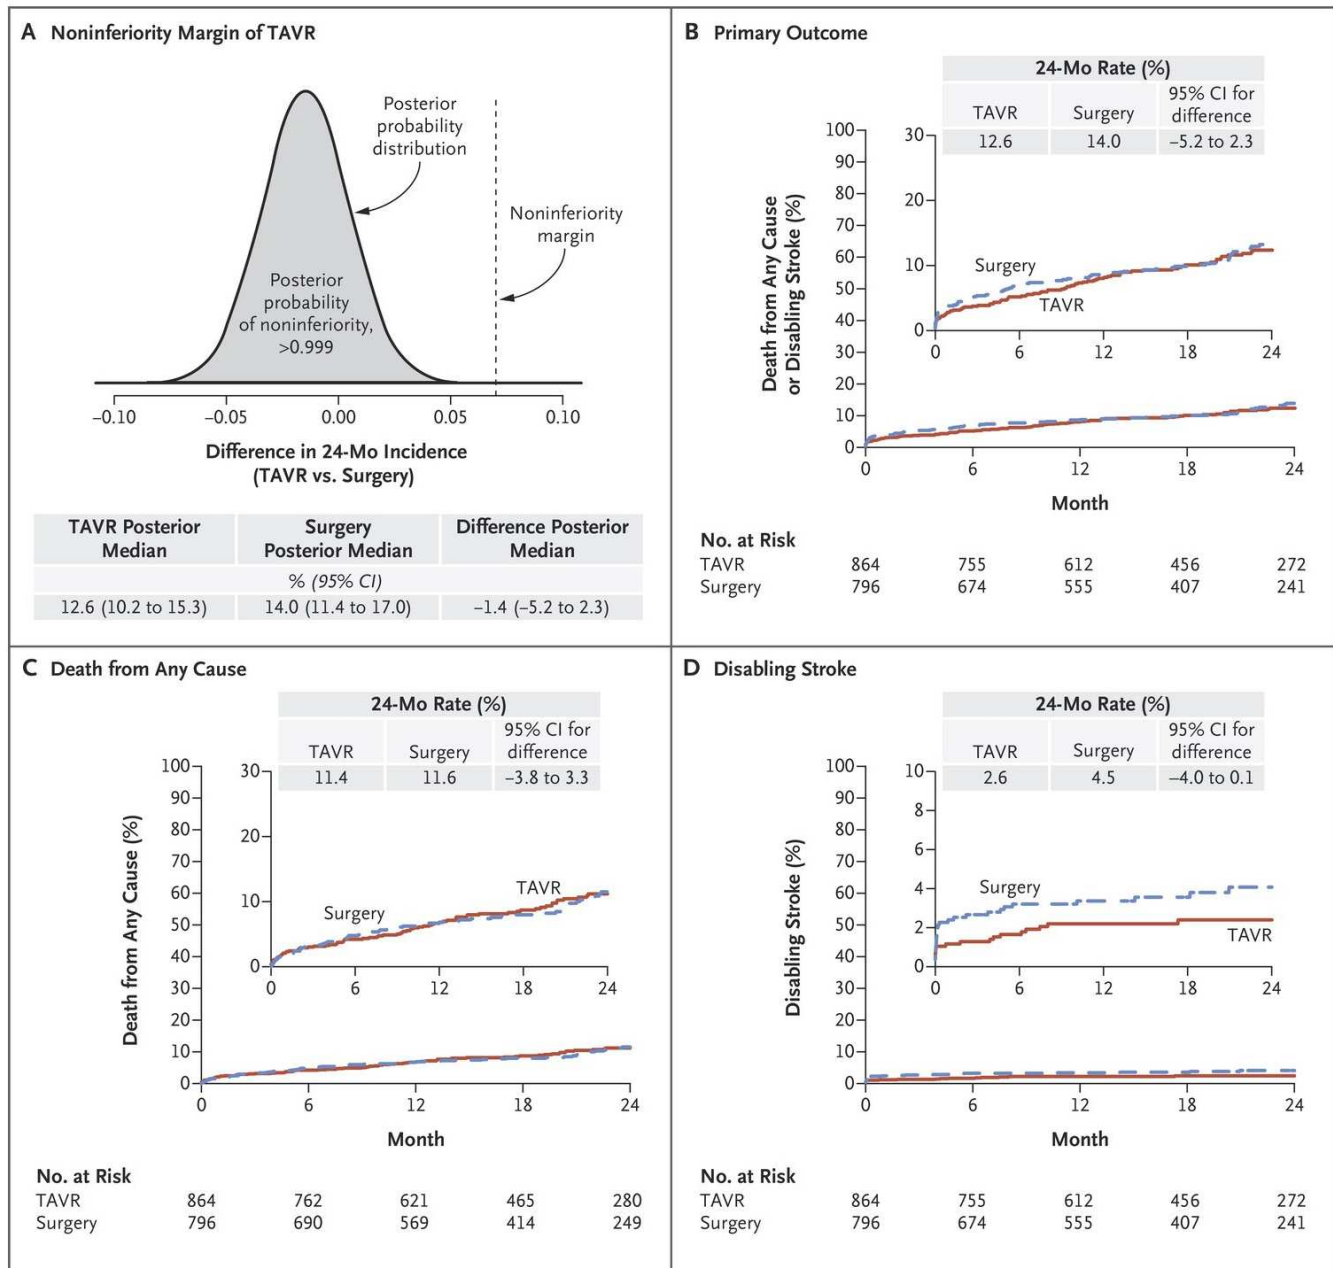 A Noninferiority Margin of TAVR
Posterior
probability
distribution
Noninferiority
margin
Posterior
probability
of noninferiority,
>0.999
−0.10 −0.05 0.00 0.05 0.10
Difference in 24-Mo Incidence
(TAVR vs. Surgery)
TAVR Posterior Median Surgery Posterior Median Difference Posterior Median
% (95% CI)
12.6 (10.2 to 15.3) 14.0 (11.4 to 17.0) −1.4 (−5.2 to 2.3)
B Primary Outcome
24-Mo Rate (%)
TAVR Surgery 95% CI for difference
12.6 14.0 −5.2 to 2.3
Death from Any Cause
or Disabling Stroke (%)
100
90
80
70
60
50
40
30
20
10
0
30
20
10
0
Surgery
TAVR
0 6 12 18 24
0 6 12 18 24
Month
No. at Risk
TAVR 864 755 612 456 272
Surgery 796 674 555 407 241
C Death from Any Cause
24-Mo Rate (%)
TAVR Surgery 95% CI for difference
11.4 11.6 −3.8 to 3.3
Death from Any Cause (%)
100
90
80
70
60
50
40
30
20
10
0
30
20
10
0
Surgery
TAVR
0 6 12 18 24
0 6 12 18 24
Month
No. at Risk
TAVR 864 762 621 465 280
Surgery 796 690 569 414 249
D Disabling Stroke
24-Mo Rate (%)
TAVR Surgery 95% CI for difference
2.6 4.5 −4.0 to 0.1
Disabling Stroke (%)
100
90
80
70
60
50
40
30
20
10
0
10
8
6
4
2
0
Surgery
TAVR
0 6 12 18 24
0 6 12 18 24
Month
No. at Risk
TAVR 864 755 612 456 272
Surgery 796 674 555 407 241